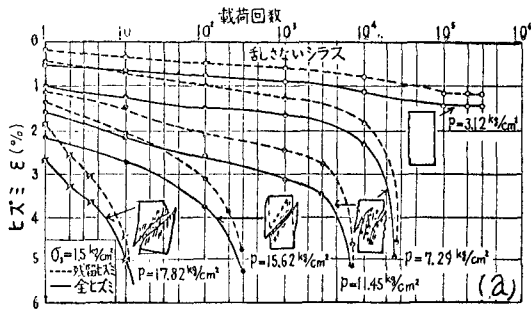 載荷回数
1 10 10² 10³ 10⁴ 10⁵ 10⁶
乱しさないシラス
ヒズミ ε(%)
0
1
2
3
4
5
6
P=3.12 kg/cm²
P=7.29 kg/cm²
P=11.45 kg/cm²
P=15.62 kg/cm²
P=17.82 kg/cm²
σ₃=1.5 kg/cm²
残留ヒズミ
全ヒズミ
(a)